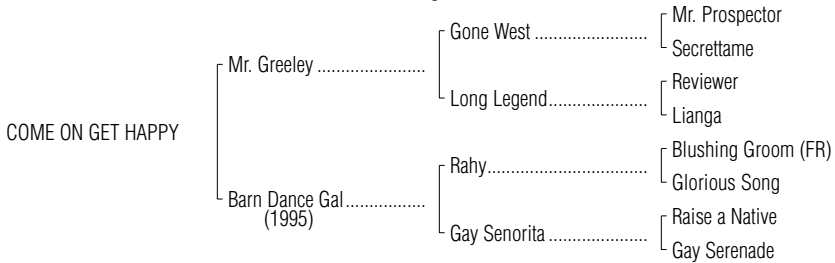 Mr. Prospector
Gone West ............................
Secrettame
Mr. Greeley ..........................
Reviewer
Long Legend........................
Lianga
COME ON GET HAPPY
Blushing Groom (FR)
Rahy.......................................
Glorious Song
Barn Dance Gal....................
(1995)
Raise a Native
Gay Senorita ........................
Gay Serenade